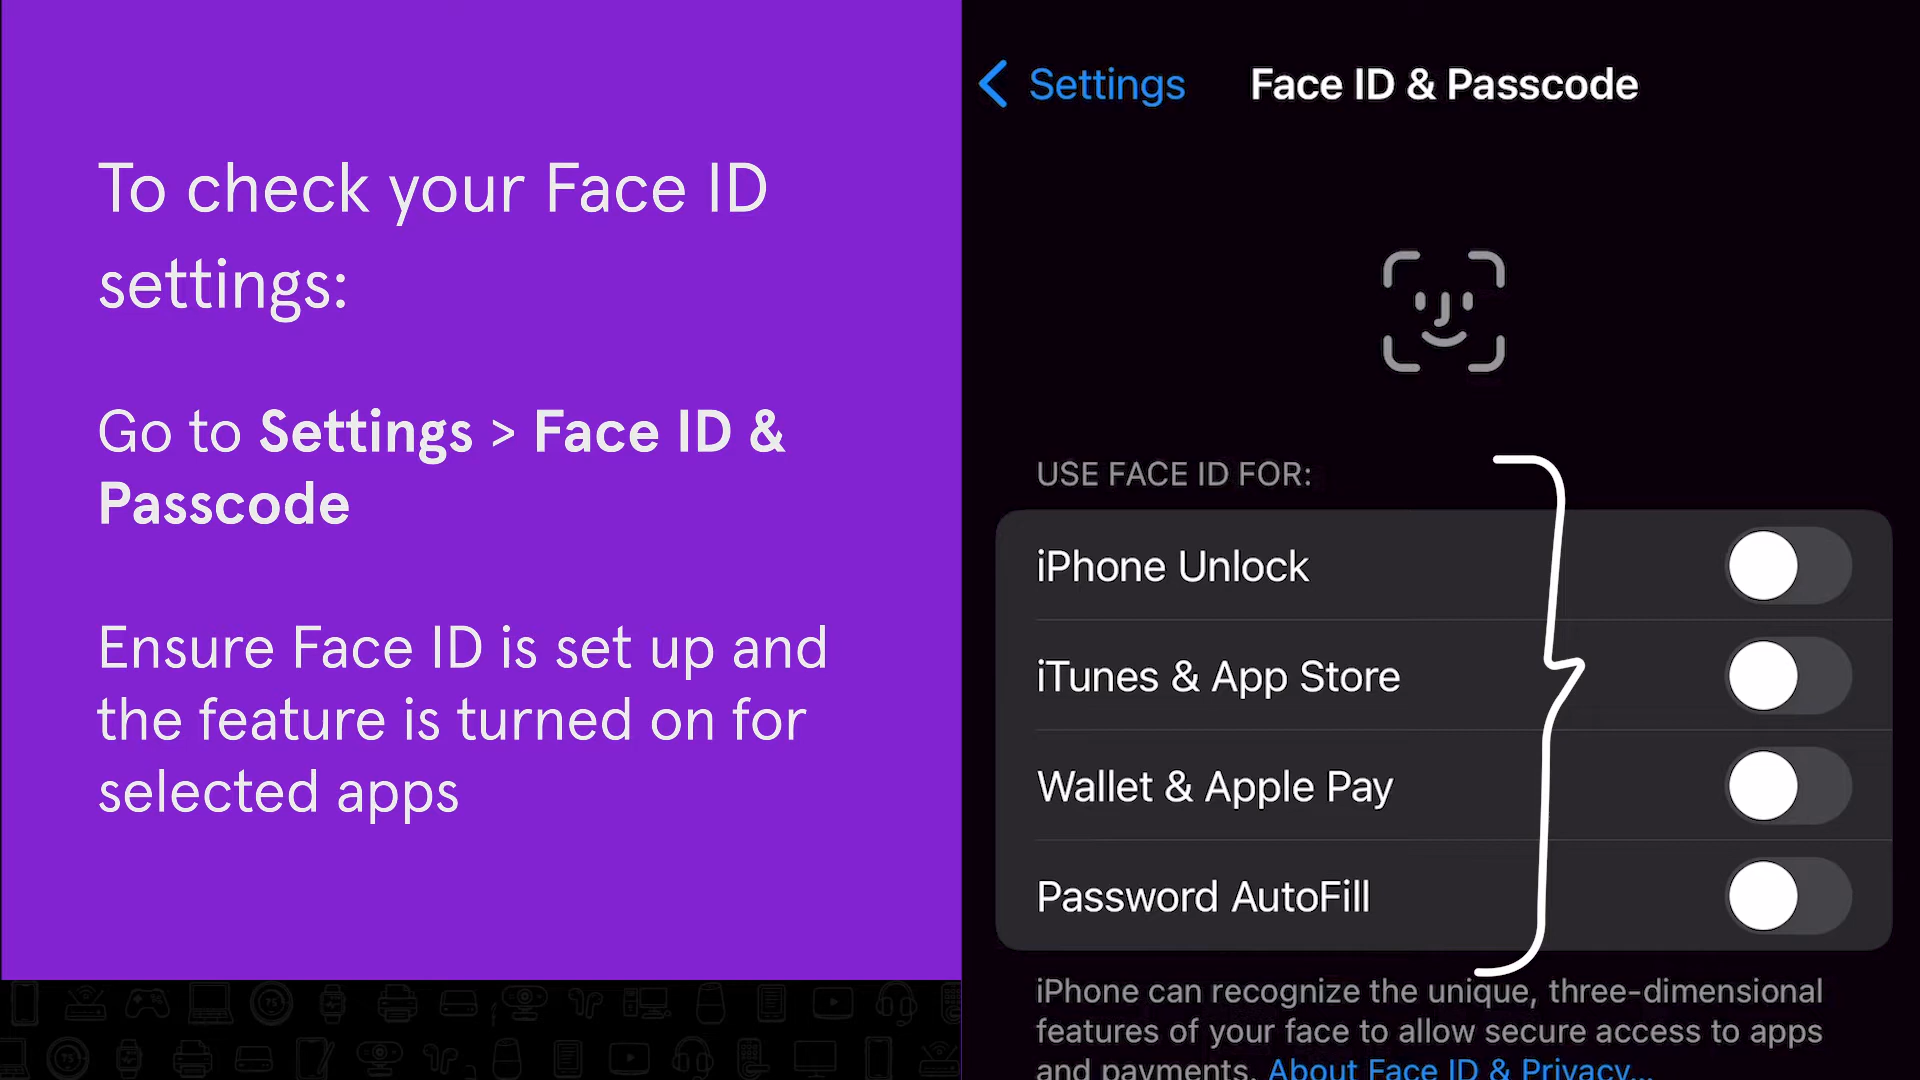 To check your Face ID
settings:
Go to Settings > Face ID &
Passcode
Ensure Face ID is set up and
the feature is turned on for
selected apps
Settings
Face ID & Passcode
USE FACE ID FOR:
iPhone Unlock
iTunes & App Store
Wallet & Apple Pay
Password AutoFill
iPhone can recognize the unique, three-dimensional
features of your face to allow secure access to apps
and payments. About Face ID & Privacy...